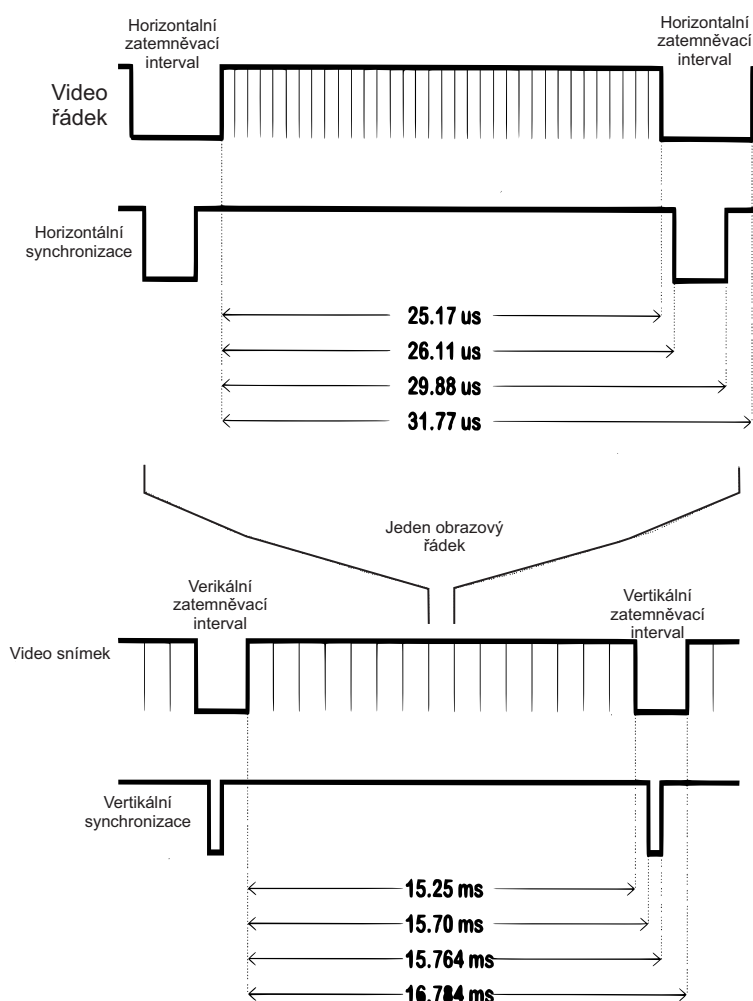 Horizontalní
zatemněvací
interval
Horizontalní
zatemněvací
interval
Video
řádek
Horizontální
synchronizace
25.17 us
26.11 us
29.88 us
31.77 us
Jeden obrazový
řádek
Verikální
zatemněvací
interval
Vertikální
zatemněvací
interval
Video snímek
Vertikální
synchronizace
15.25 ms
15.70 ms
15.764 ms
16.784 ms